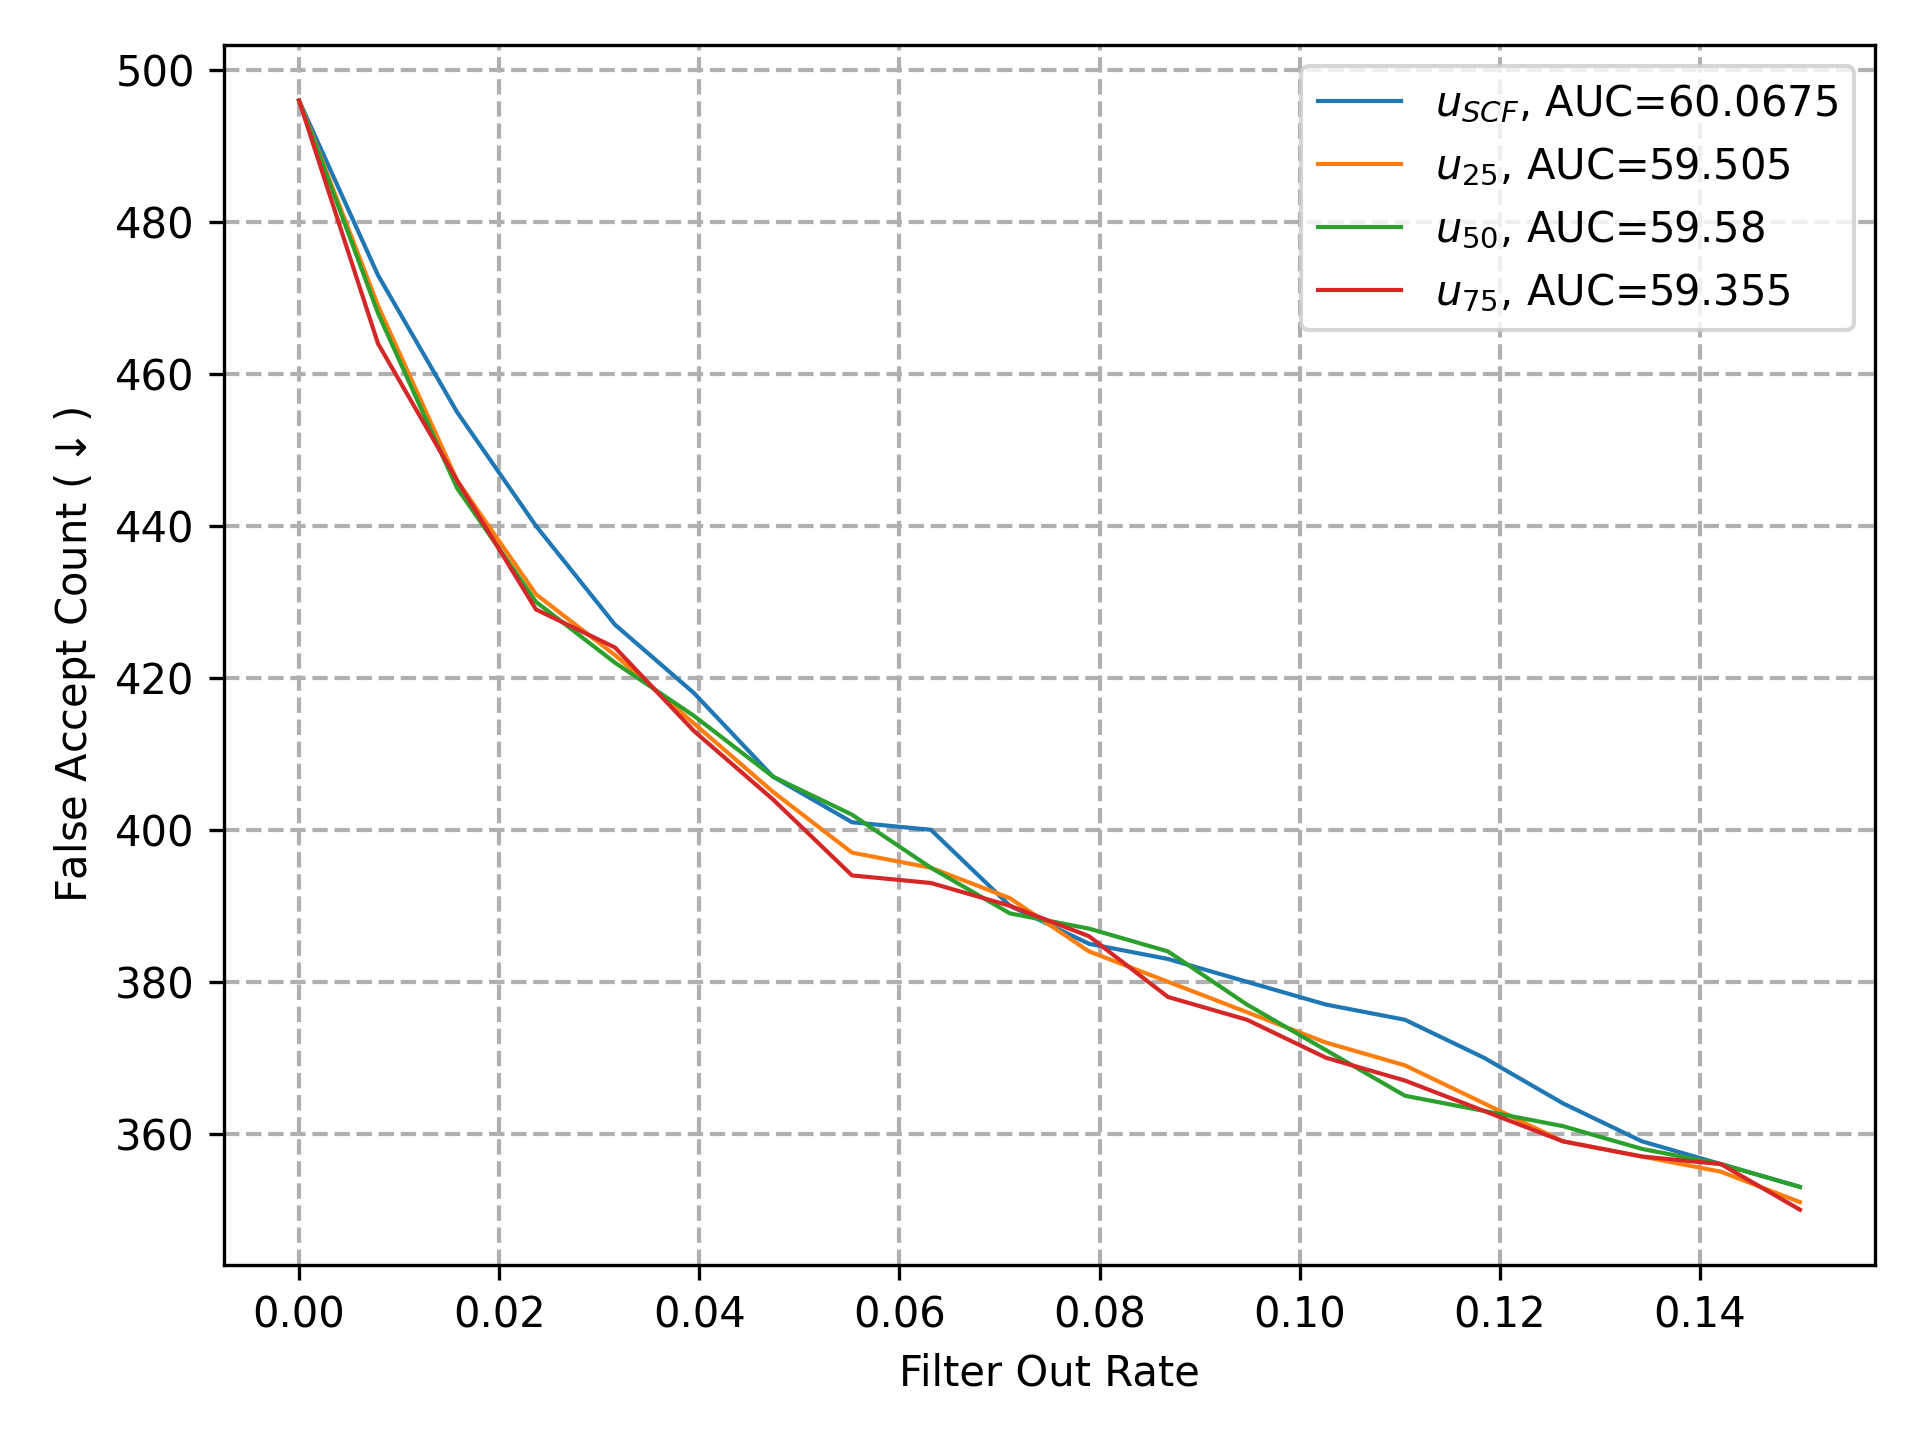 500
480
460
440
420
400
380
360
False Accept Count ( ↓ )
u_SCF, AUC=60.0675
u_25, AUC=59.505
u_50, AUC=59.58
u_75, AUC=59.355
0.00 0.02 0.04 0.06 0.08 0.10 0.12 0.14
Filter Out Rate